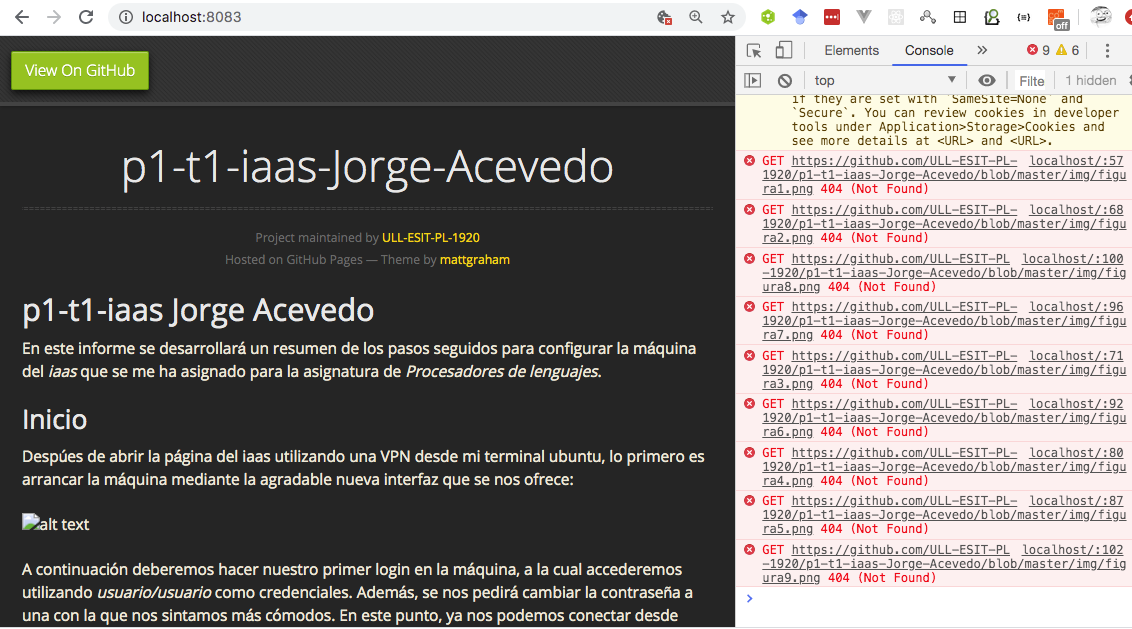 localhost:8083
off
View On GitHub
p1-t1-iaas-Jorge-Acevedo
Project maintained by ULL-ESIT-PL-1920
Hosted on GitHub Pages — Theme by mattgraham
p1-t1-iaas Jorge Acevedo
En este informe se desarrollará un resumen de los pasos seguidos para configurar la máquina
del iaas que se me ha asignado para la asignatura de Procesadores de lenguajes.
Inicio
Despúes de abrir la página del iaas utilizando una VPN desde mi terminal ubuntu, lo primero es
arrancar la máquina mediante la agradable nueva interfaz que se nos ofrece:
alt text
A continuación deberemos hacer nuestro primer login en la máquina, a la cual accederemos
utilizando usuario/usuario como credenciales. Además, se nos pedirá cambiar la contraseña a
una con la que nos sintamos más cómodos. En este punto, ya nos podemos conectar desde
Elements Console » 9 6
top Filte 1 hidden
if they are set with `SameSite=None` and
`Secure`. You can review cookies in developer
tools under Application>Storage>Cookies and
see more details at <URL> and <URL>.
GET https://github.com/ULL-ESIT-PL- localhost/:57
1920/p1-t1-iaas-Jorge-Acevedo/blob/master/img/figu
ra1.png 404 (Not Found)
GET https://github.com/ULL-ESIT-PL- localhost/:68
1920/p1-t1-iaas-Jorge-Acevedo/blob/master/img/figu
ra2.png 404 (Not Found)
GET https://github.com/ULL-ESIT-PL localhost/:100
-1920/p1-t1-iaas-Jorge-Acevedo/blob/master/img/fig
ura8.png 404 (Not Found)
GET https://github.com/ULL-ESIT-PL- localhost/:96
1920/p1-t1-iaas-Jorge-Acevedo/blob/master/img/figu
ra7.png 404 (Not Found)
GET https://github.com/ULL-ESIT-PL- localhost/:71
1920/p1-t1-iaas-Jorge-Acevedo/blob/master/img/figu
ra3.png 404 (Not Found)
GET https://github.com/ULL-ESIT-PL- localhost/:92
1920/p1-t1-iaas-Jorge-Acevedo/blob/master/img/figu
ra6.png 404 (Not Found)
GET https://github.com/ULL-ESIT-PL- localhost/:80
1920/p1-t1-iaas-Jorge-Acevedo/blob/master/img/figu
ra4.png 404 (Not Found)
GET https://github.com/ULL-ESIT-PL- localhost/:87
1920/p1-t1-iaas-Jorge-Acevedo/blob/master/img/figu
ra5.png 404 (Not Found)
GET https://github.com/ULL-ESIT-PL localhost/:102
-1920/p1-t1-iaas-Jorge-Acevedo/blob/master/img/fig
ura9.png 404 (Not Found)